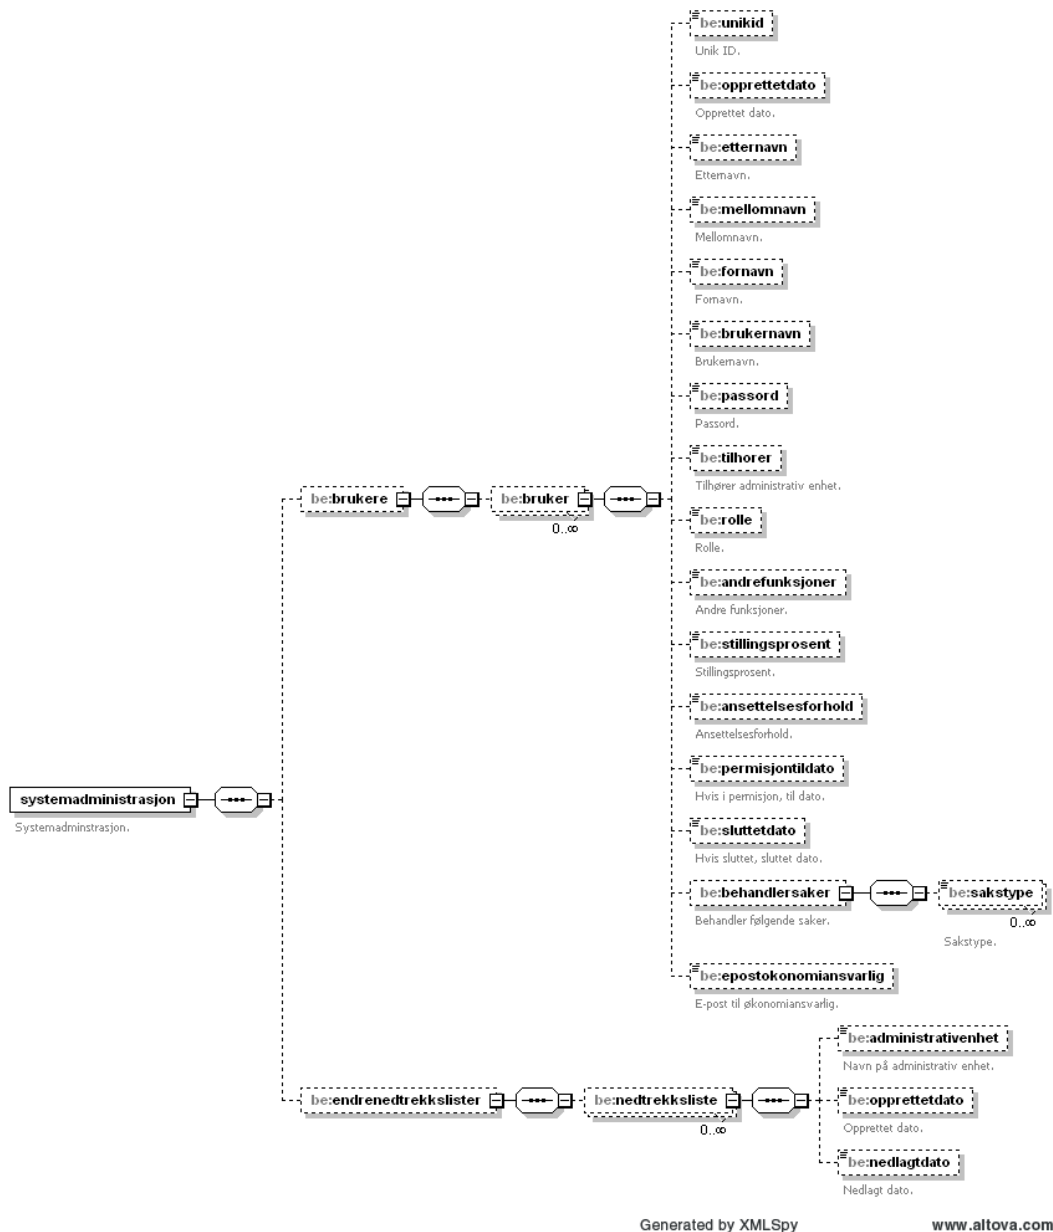 be:unikid
Unik ID.
be:opprettetdato
Opprettet dato.
be:etternavn
Etternavn.
be:mellomnavn
Mellomnavn.
be:fornavn
Fornavn.
be:brukernavn
Brukernavn.
be:passord
Passord.
be:tilhorer
Tilhører administrativ enhet.
be:brukere
be:bruker
0..∞
be:rolle
Rolle.
be:andrefunksjoner
Andre funksjoner.
be:stillingsprosent
Stillingsprosent.
be:ansettelsesforhold
Ansettelsesforhold.
be:permisjontildato
Hvis i permisjon, til dato.
systemadministrasjon
Systemadminstrasjon.
be:sluttetdato
Hvis sluttet, sluttet dato.
be:behandlersaker
Behandler følgende saker.
be:sakstype
0..∞
Sakstype.
be:epostokonomiansvarlig
E-post til økonomiansvarlig.
be:administrativenhet
Navn på administrativ enhet.
be:endrenedtrekkslister
be:nedtrekksliste
0..∞
be:opprettetdato
Opprettet dato.
be:nedlagtdato
Nedlagt dato.
Generated by XMLSpy
www.altova.com